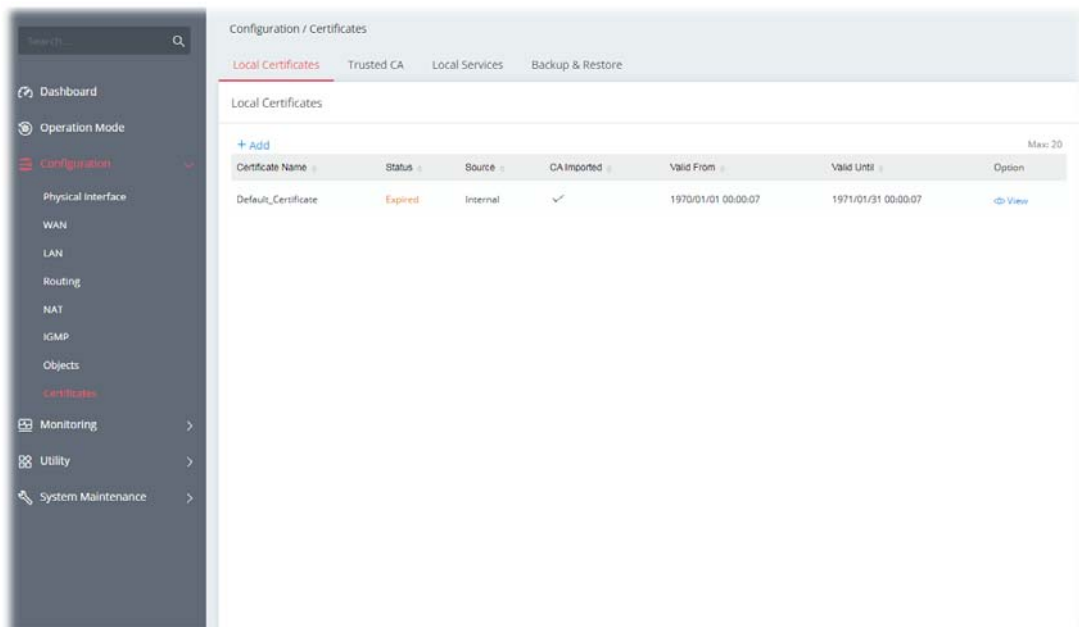 Search...
Dashboard
Operation Mode
Configuration
Physical Interface
WAN
LAN
Routing
NAT
IGMP
Objects
Certificates
Monitoring
Utility
System Maintenance
Configuration / Certificates
Local Certificates Trusted CA Local Services Backup & Restore
Local Certificates
+ Add Max: 20
Certificate Name Status Source CA Imported Valid From Valid Until Option
Default_Certificate Expired Internal ✓ 1970/01/01 00:00:07 1971/01/31 00:00:07 View